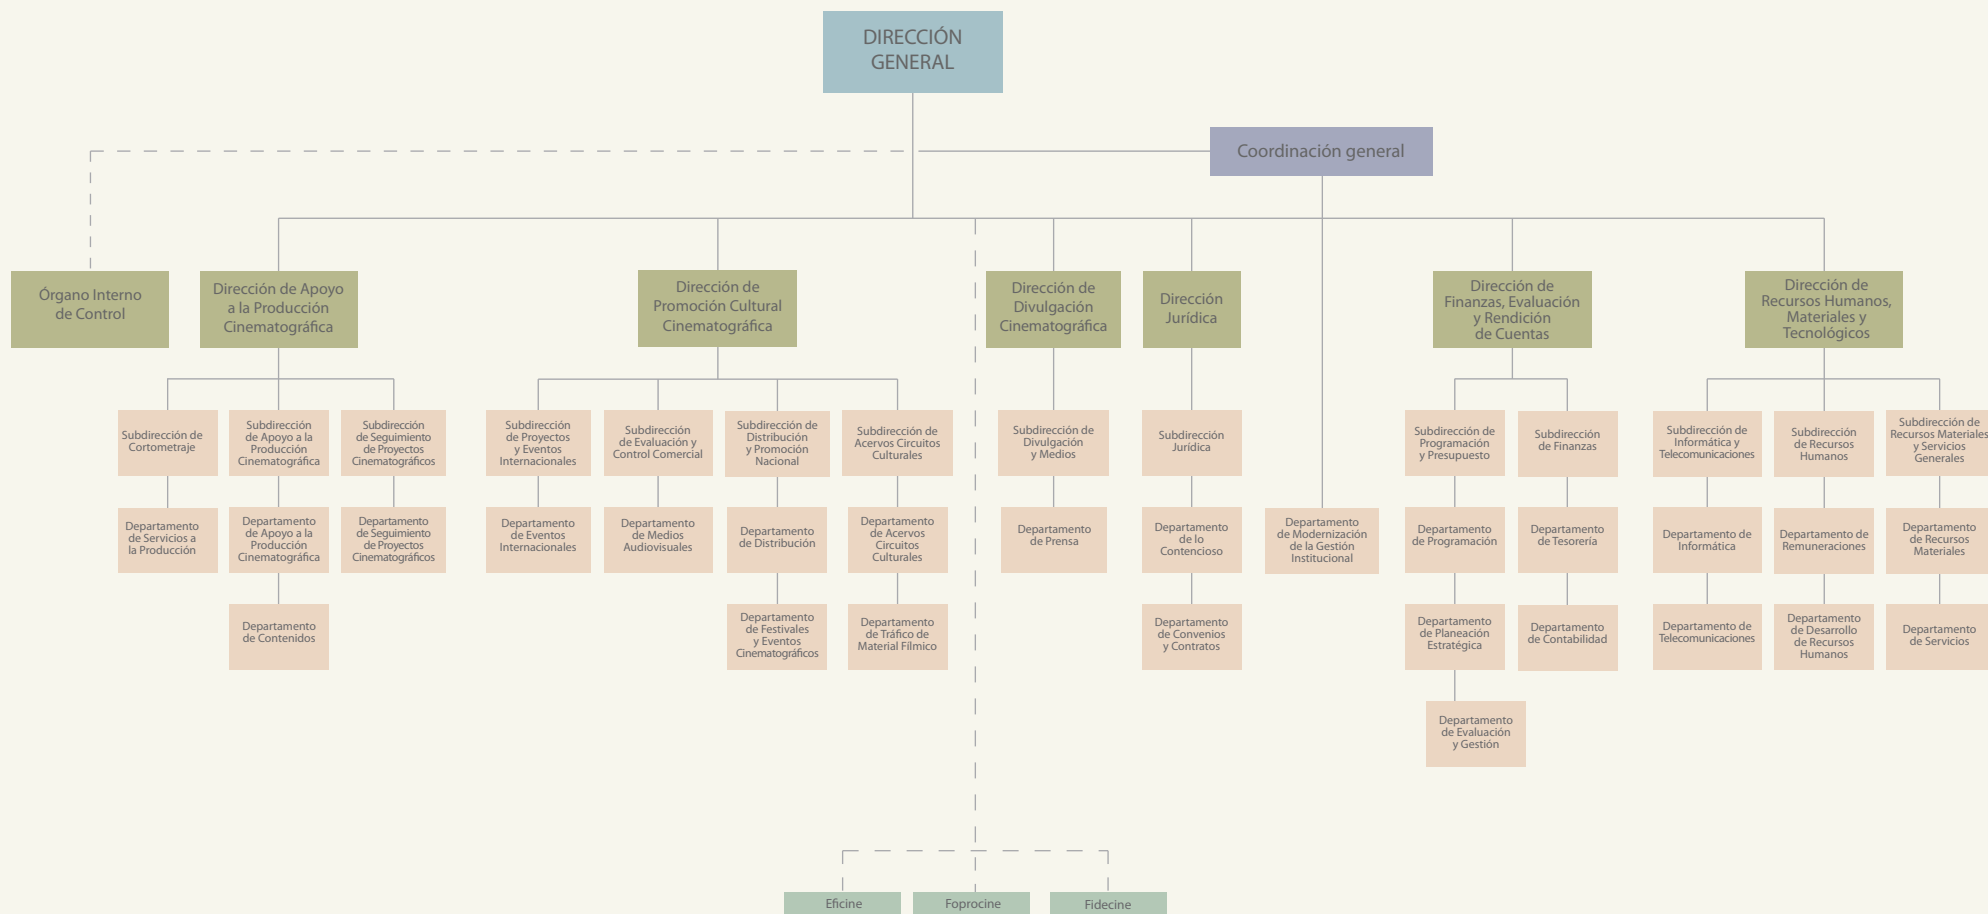 DIRECCIÓN
GENERAL
Coordinación general
Órgano Interno
de Control
Dirección de Apoyo
a la Producción
Cinematográfica
Dirección de
Promoción Cultural
Cinematográfica
Dirección de
Divulgación
Cinematográfica
Dirección
Jurídica
Dirección de
Finanzas, Evaluación
y Rendición
de Cuentas
Dirección de
Recursos Humanos,
Materiales y
Tecnológicos
Subdirección de
Cortometraje
Subdirección
de Apoyo a la
Producción
Cinematográfica
Subdirección
de Seguimiento
de Proyectos
Cinematográficos
Subdirección
de Proyectos
y Eventos
Internacionales
Subdirección
de Evaluación y
Control Comercial
Subdirección de
Distribución
y Promoción
Nacional
Subdirección de
Acervos Circuitos
Culturales
Subdirección de
Divulgación
y Medios
Subdirección
Jurídica
Subdirección de
Programación
y Presupuesto
Subdirección
de Finanzas
Subdirección de
Informática y
Telecomunicaciones
Subdirección
de Recursos
Humanos
Subdirección de
Recursos Materiales
y Servicios
Generales
Departamento
de Servicios a
la Producción
Departamento
de Apoyo a la
Producción
Cinematográfica
Departamento
de Seguimiento
de Proyectos
Cinematográficos
Departamento
de Eventos
Internacionales
Departamento
de Medios
Audiovisuales
Departamento
de Distribución
Departamento
de Acervos
Circuitos
Culturales
Departamento
de Prensa
Departamento
de lo
Contencioso
Departamento
de Modernización
de la Gestión
Institucional
Departamento
de Programación
Departamento
de Tesorería
Departamento de
Informática
Departamento de
Remuneraciones
Departamento
de Recursos
Materiales
Departamento
de Contenidos
Departamento
de Festivales
y Eventos
Cinematográficos
Departamento
de Tráfico de
Material Fílmico
Departamento
de Convenios
y Contratos
Departamento
de Planeación
Estratégica
Departamento
de Contabilidad
Departamento de
Telecomunicaciones
Departamento
de Desarrollo
de Recursos
Humanos
Departamento
de Servicios
Departamento
de Evaluación
y Gestión
Eficine
Foprocine
Fidecine